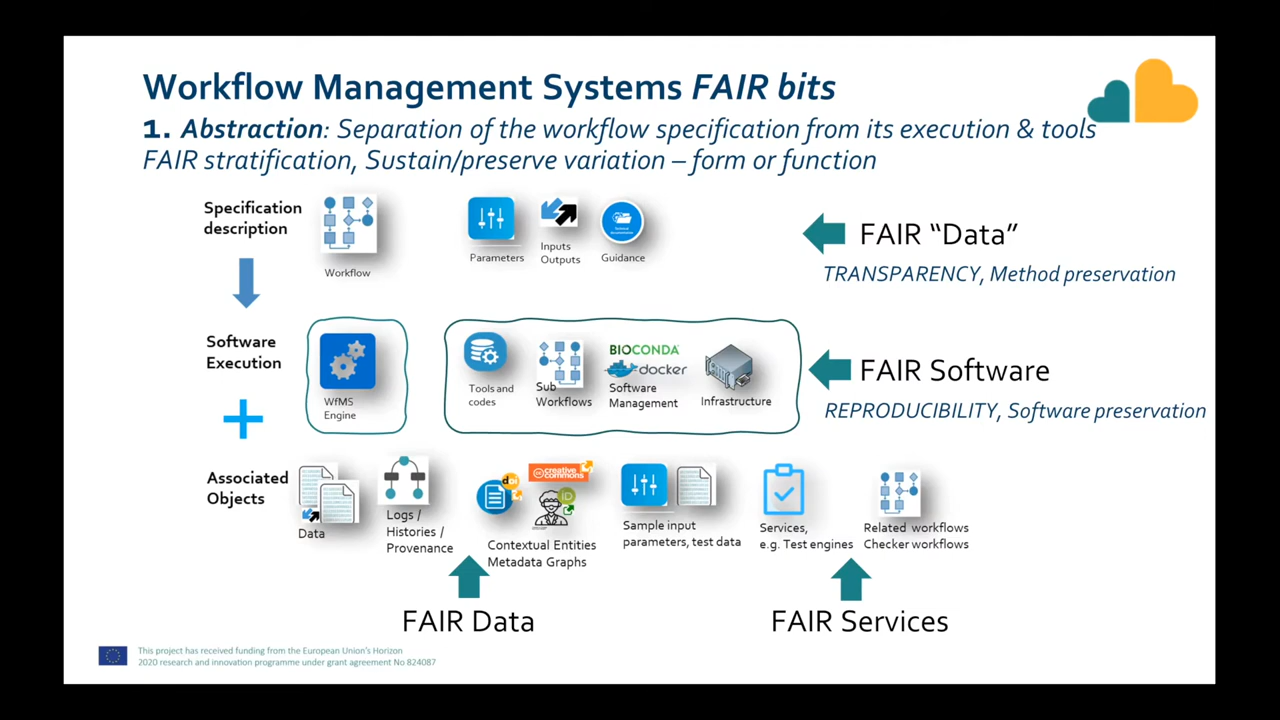 Workflow Management Systems FAIR bits
1. Abstraction: Separation of the workflow specification from its execution & tools
FAIR stratification, Sustain/preserve variation – form or function
Specification
description
Workflow
Parameters
Inputs
Outputs
Guidance
FAIR “Data”
TRANSPARENCY, Method preservation
Software
Execution
WfMS
Engine
Tools and
codes
Sub
Workflows
BIOCONDA
docker
Software
Management
Infrastructure
FAIR Software
REPRODUCIBILITY, Software preservation
Associated
Objects
Data
Logs /
Histories /
Provenance
doi
creative
commons
iD
Contextual Entities
Metadata Graphs
Sample input
parameters, test data
Services,
e.g. Test engines
Related workflows
Checker workflows
FAIR Data
FAIR Services
This project has received funding from the European Union's Horizon
2020 research and innovation programme under grant agreement No 824087